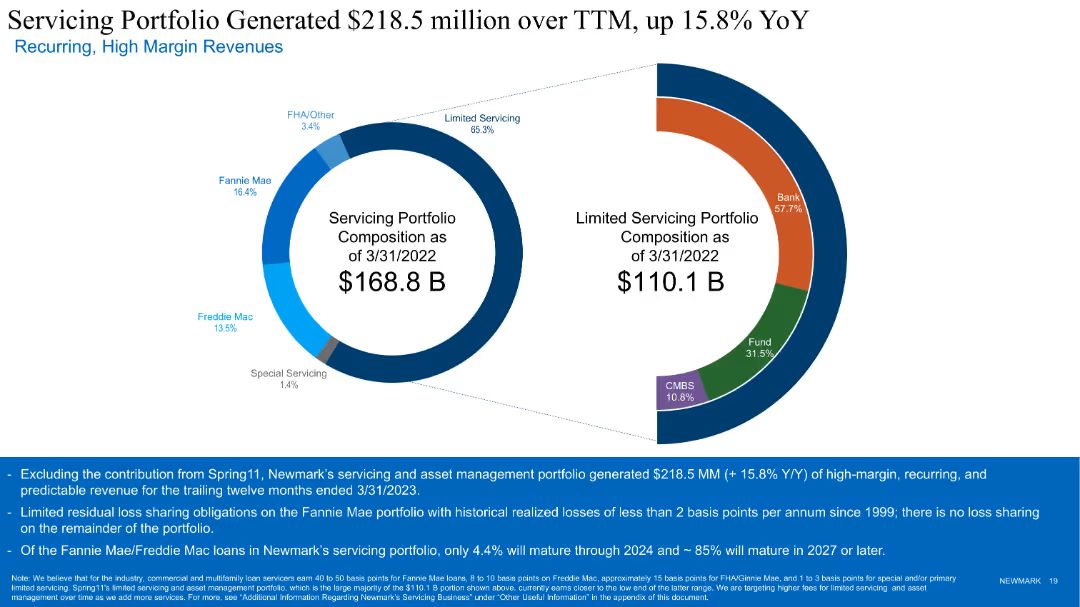 Servicing Portfolio Generated $218.5 million over TTM, up 15.8% YoY
Recurring, High Margin Revenues
FHA/Other
3.4%
Limited Servicing
65.3%
Fannie Mae
16.4%
Freddie Mac
13.5%
Special Servicing
1.4%
Servicing Portfolio
Composition as
of 3/31/2022
$168.8 B
Limited Servicing Portfolio
Composition as
of 3/31/2022
$110.1 B
Bank
57.7%
Fund
31.5%
CMBS
10.8%
- Excluding the contribution from Spring11, Newmark's servicing and asset management portfolio generated $218.5 MM (+ 15.8% Y/Y) of high-margin, recurring, and
predictable revenue for the trailing twelve months ended 3/31/2023.
- Limited residual loss sharing obligations on the Fannie Mae portfolio with historical realized losses of less than 2 basis points per annum since 1999; there is no loss sharing
on the remainder of the portfolio.
- Of the Fannie Mae/Freddie Mac loans in Newmark's servicing portfolio, only 4.4% will mature through 2024 and ~ 85% will mature in 2027 or later.
Note: We believe that for the industry, commercial and multifamily loan servicers earn 40 to 50 basis points for Fannie Mae loans, 8 to 10 basis points on Freddie Mac, approximately 15 basis points for FHA/Ginnie Mae, and 1 to 3 basis points for special and/or primary
limited servicing. Spring11's limited servicing and asset management portfolio, which is the large majority of the $110.1 B portion shown above, currently earns closer to the low end of the latter range. We are targeting higher fees for limited servicing and asset
management over time as we add more services. For more, see "Additional Information Regarding Newmark's Servicing Business" under "Other Useful Information" in the appendix of this document.
NEWMARK 19